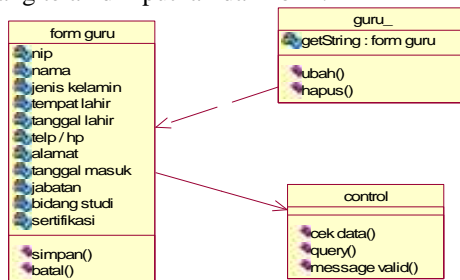 form guru
nip
nama
jenis kelamin
tempat lahir
tanggal lahir
telp / hp
alamat
tanggal masuk
jabatan
bidang studi
sertifikasi
simpan()
batal()
guru_
getString : form guru
ubah()
hapus()
control
cek data()
query()
message valid()